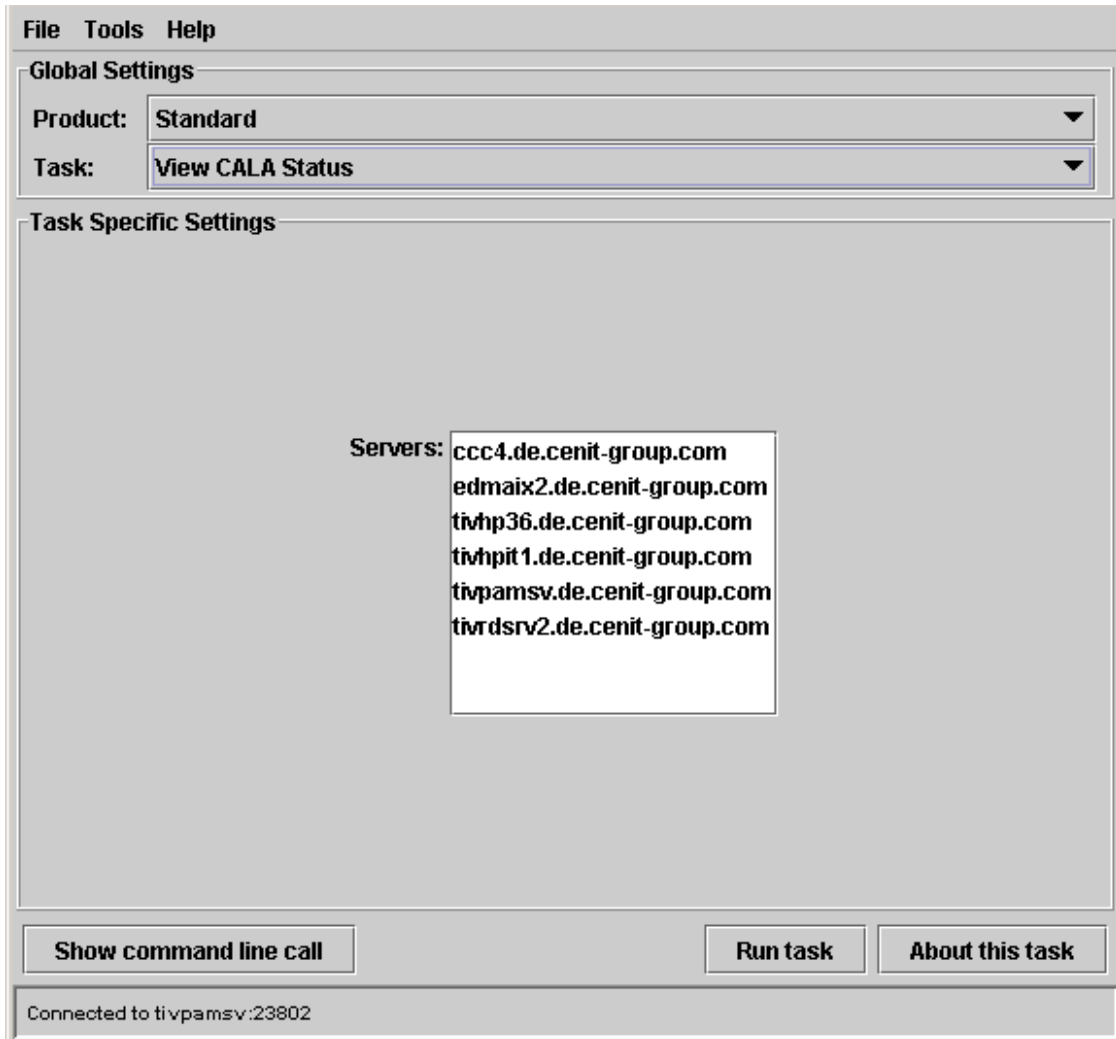 File Tools Help
Global Settings
Product: Standard
Task: View CALA Status
Task Specific Settings
Servers: ccc4.de.cenit-group.com
edmaix2.de.cenit-group.com
tivhp36.de.cenit-group.com
tivhpit1.de.cenit-group.com
tivpamsv.de.cenit-group.com
tivrdsrv2.de.cenit-group.com
Show command line call Run task About this task
Connected to tivpamsv:23802